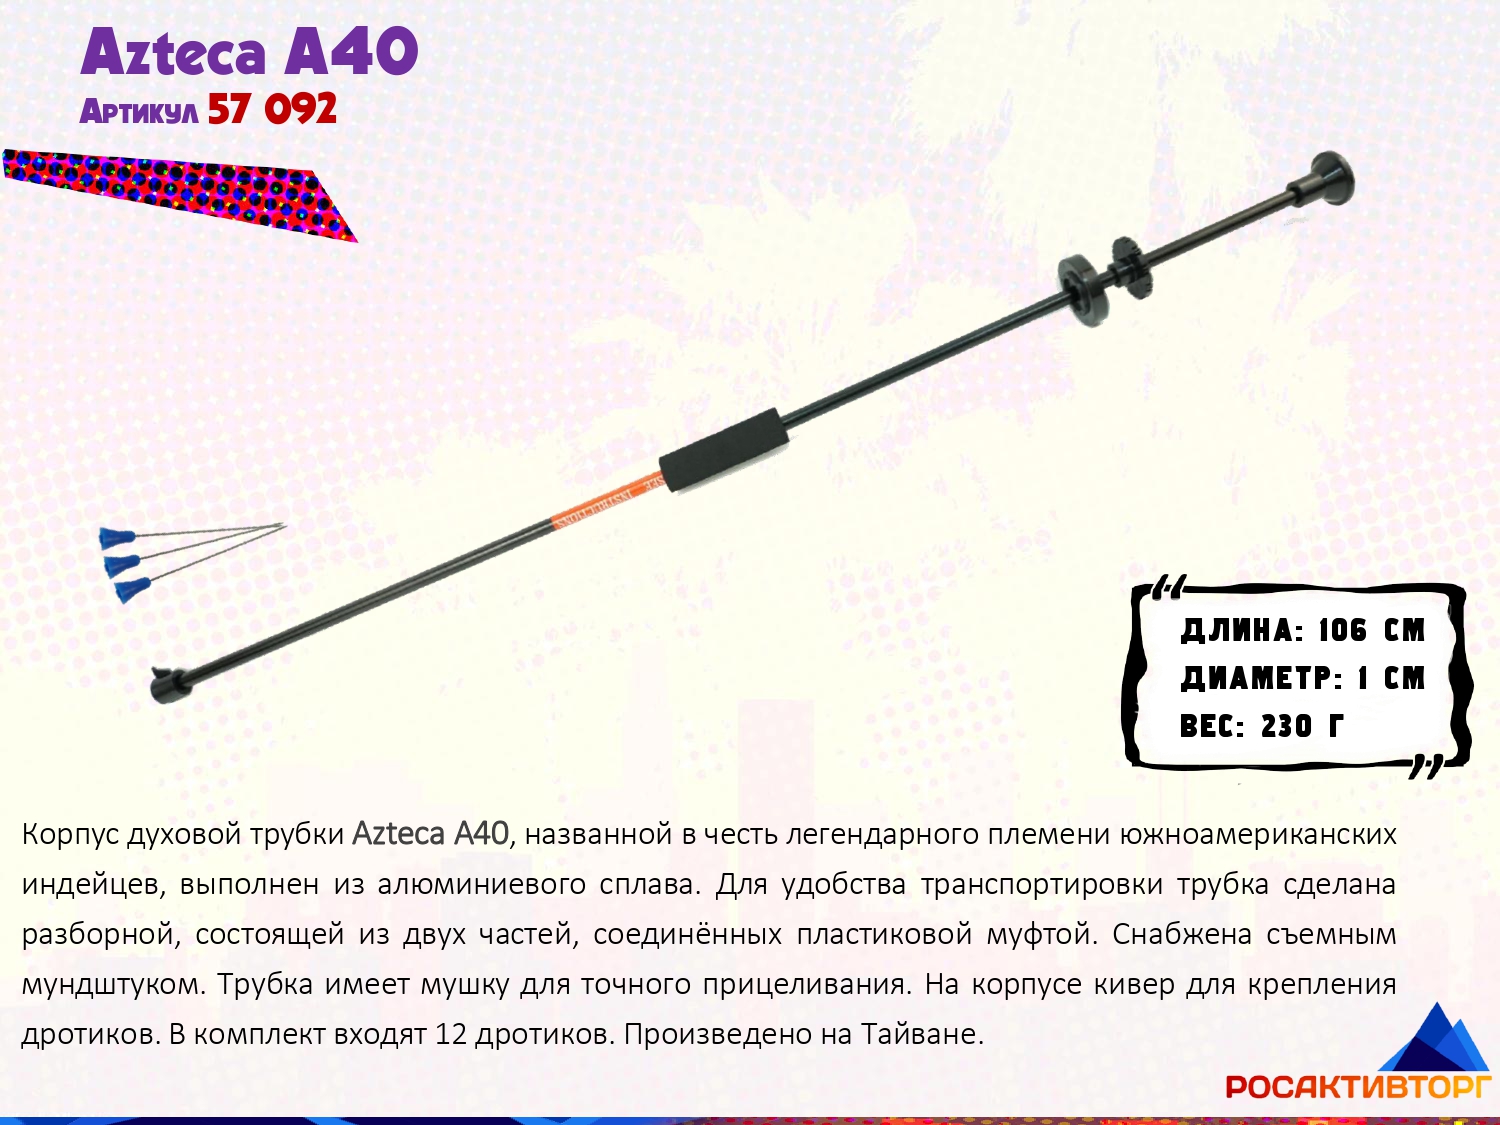 Azteca A40
Артикул 57 092
SEE INSTRUCTIONS
“
ДЛИНА: 106 СМ
ДИАМЕТР: 1 СМ
ВЕС: 230 Г
”
Корпус духовой трубки Azteca A40, названной в честь легендарного племени южноамериканских
индейцев, выполнен из алюминиевого сплава. Для удобства транспортировки трубка сделана
разборной, состоящей из двух частей, соединённых пластиковой муфтой. Снабжена съемным
мундштуком. Трубка имеет мушку для точного прицеливания. На корпусе кивер для крепления
дротиков. В комплект входят 12 дротиков. Произведено на Тайване.
РОСАКТИВТОРГ